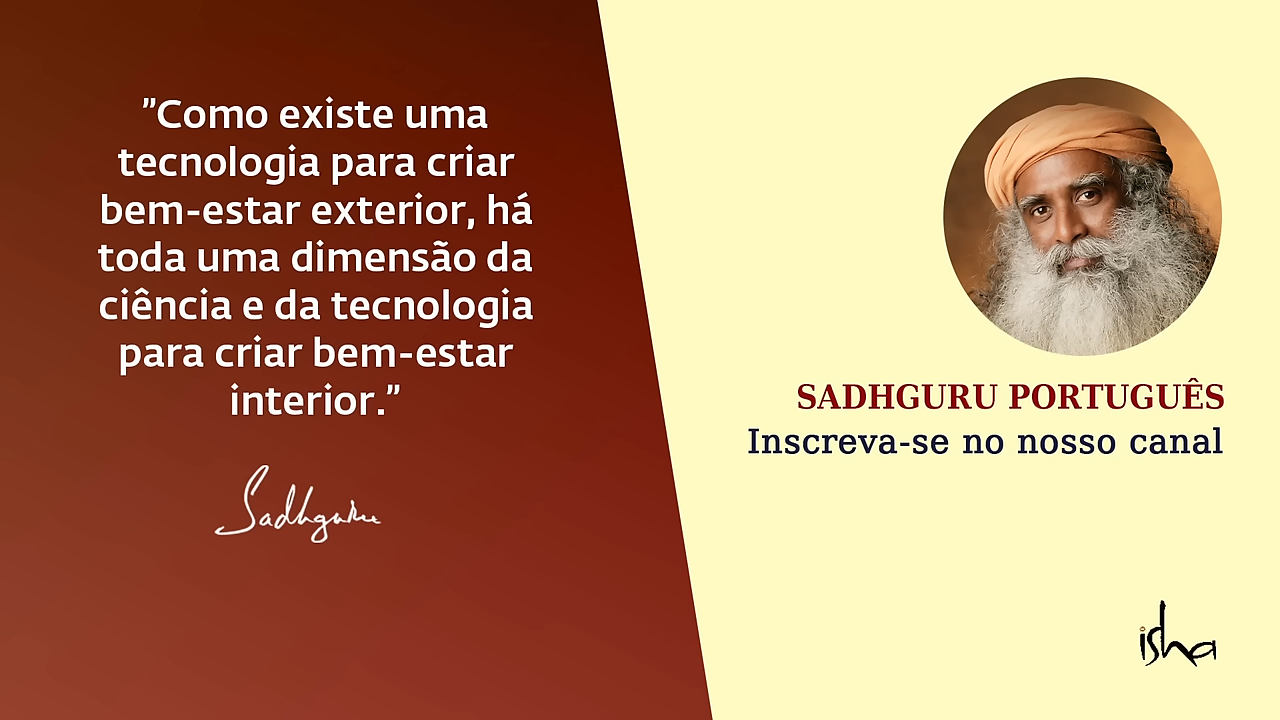 ”Como existe uma
tecnologia para criar
bem-estar exterior, há
toda uma dimensão da
ciência e da tecnologia
para criar bem-estar
interior.”
Sadhguru
SADHGURU PORTUGUÊS
Inscreva-se no nosso canal
isha